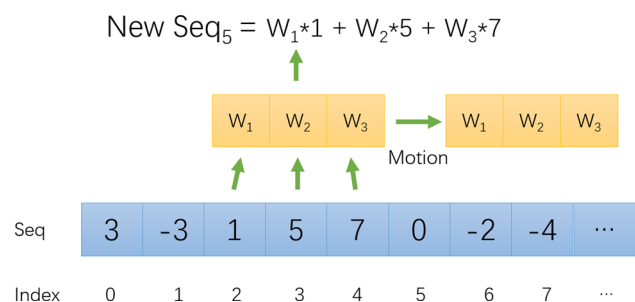 New Seq₅ = W₁*1 + W₂*5 + W₃*7
W₁ W₂ W₃ W₁ W₂ W₃
Motion
Seq 3 -3 1 5 7 0 -2 -4 ...
Index 0 1 2 3 4 5 6 7 ...